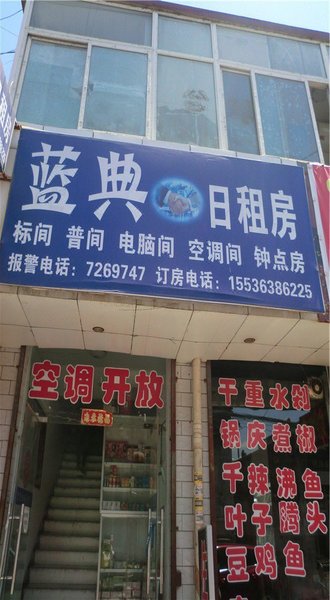 蓝典 日租房
标间 普间 电脑间 空调间 钟点房
报警电话：7269747 订房电话：15536386225
空调开放
干重水剁
锅庆煮椒
千辣沸鱼
叶子腾头
豆鸡鱼